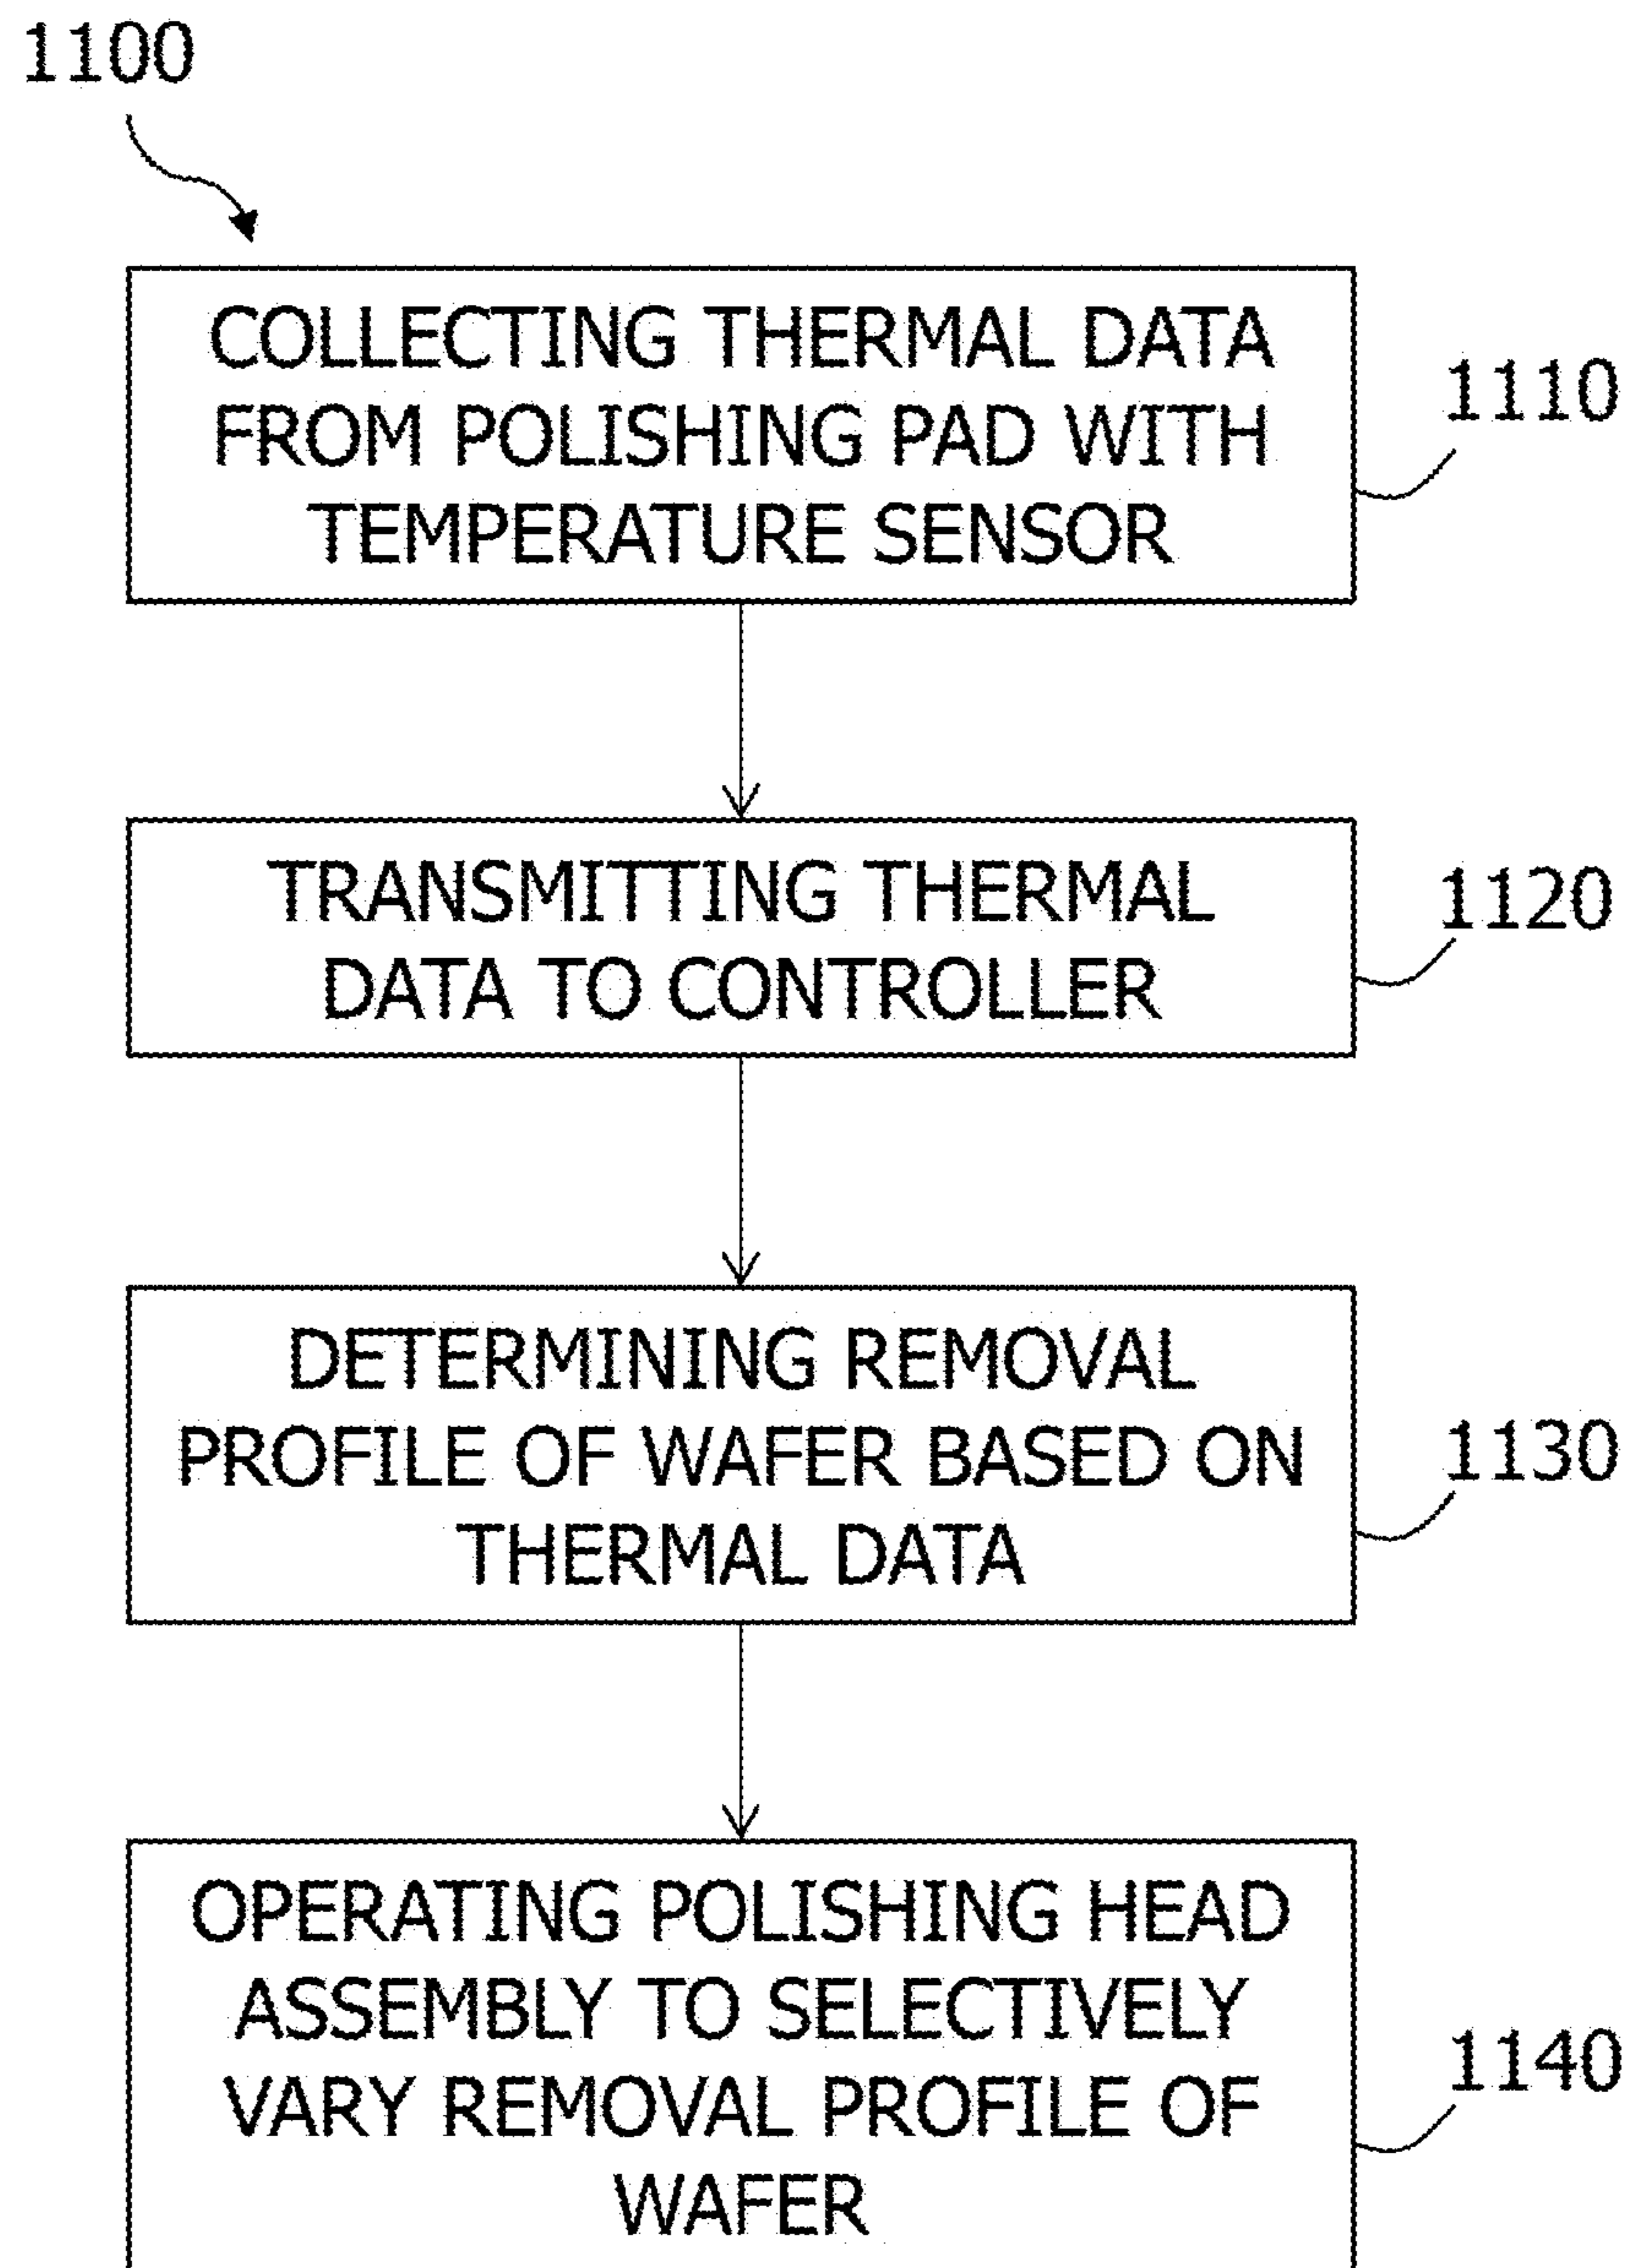 1100
COLLECTING THERMAL DATA
FROM POLISHING PAD WITH
TEMPERATURE SENSOR
1110
TRANSMITTING THERMAL
DATA TO CONTROLLER
1120
DETERMINING REMOVAL
PROFILE OF WAFER BASED ON
THERMAL DATA
1130
OPERATING POLISHING HEAD
ASSEMBLY TO SELECTIVELY
VARY REMOVAL PROFILE OF
WAFER
1140